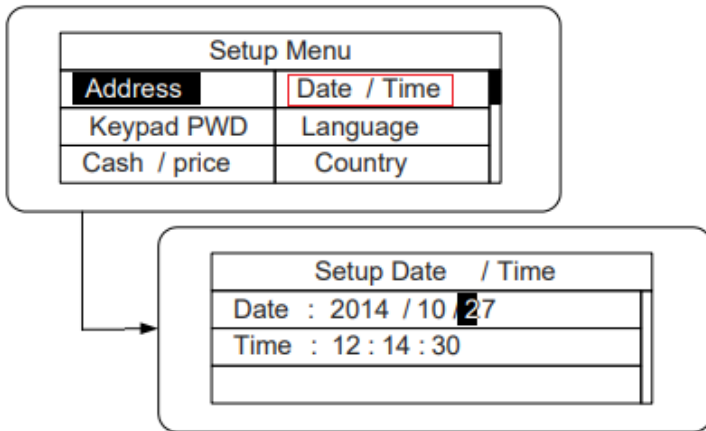 Setup Menu
Address Date / Time
Keypad PWD Language
Cash / price Country
Setup Date / Time
Date : 2014 / 10 / 27
Time : 12 : 14 : 30